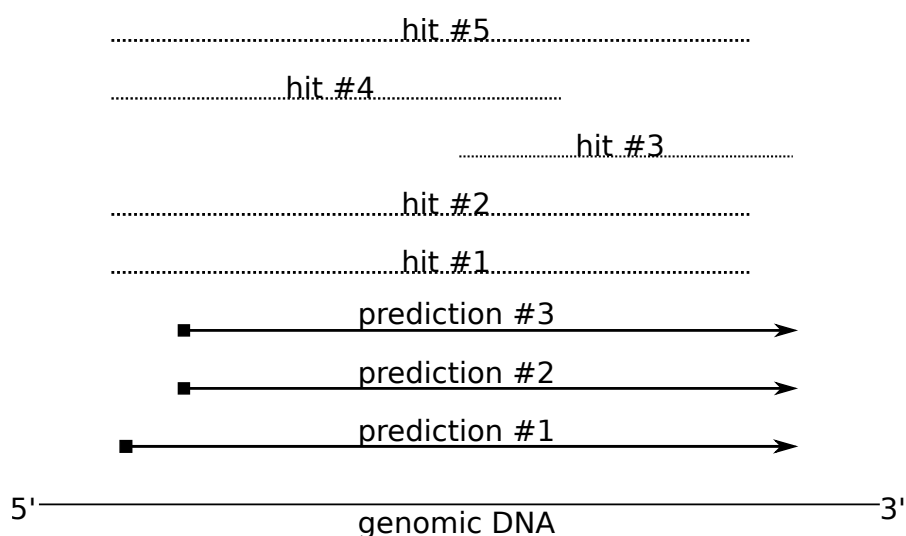 hit #5
hit #4
hit #3
hit #2
hit #1
prediction #3
prediction #2
prediction #1
5' 3'
genomic DNA